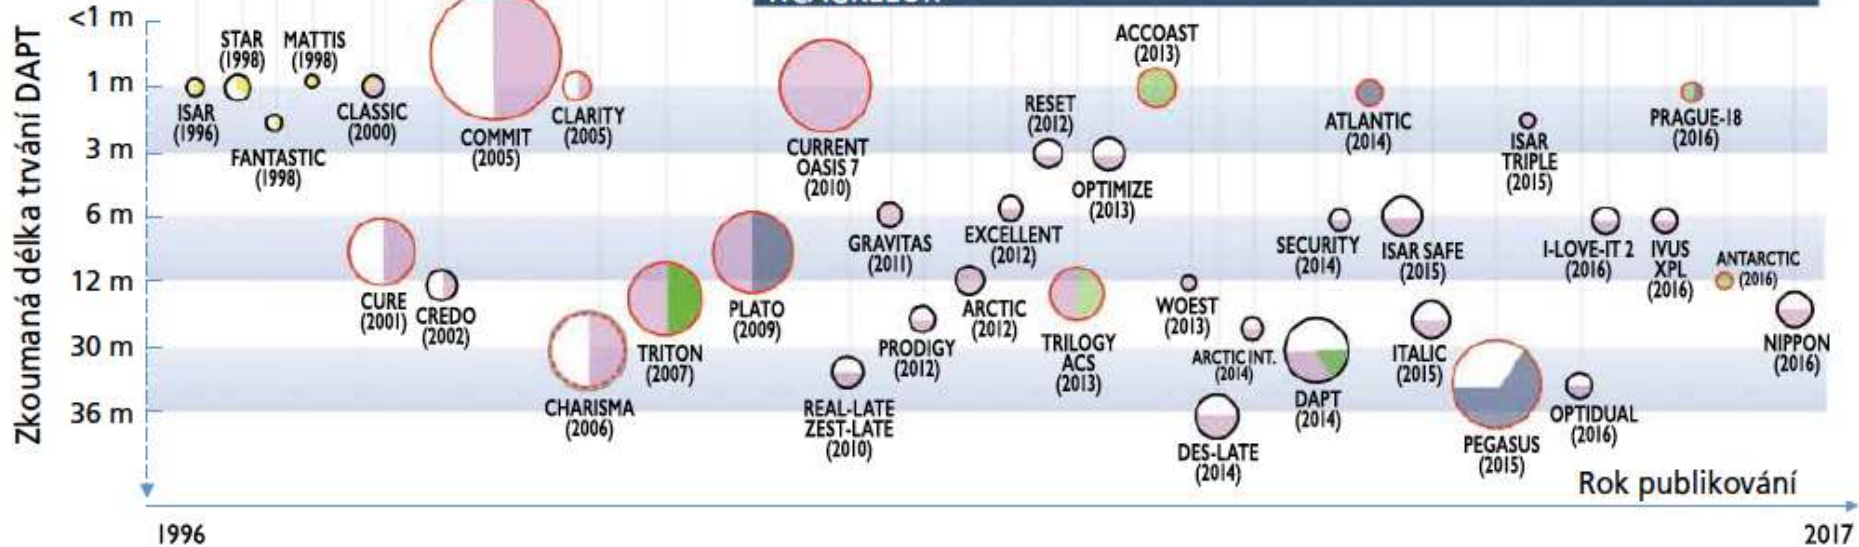 <1 m
1 m
3 m
6 m
12 m
30 m
36 m
Zkoumaná délka trvání DAPT
ISAR
(1996)
STAR
(1998)
FANTASTIC
(1998)
MATTIS
(1998)
CLASSIC
(2000)
COMMIT
(2005)
CLARITY
(2005)
CURRENT
OASIS 7
(2010)
RESET
(2012)
ACCOAST
(2013)
OPTIMIZE
(2013)
ATLANTIC
(2014)
ISAR
TRIPLE
(2015)
PRAGUE-18
(2016)
CURE
(2001)
CREDO
(2002)
CHARISMA
(2006)
TRITON
(2007)
PLATO
(2009)
GRAVITAS
(2011)
EXCELLENT
(2012)
REAL-LATE
ZEST-LATE
(2010)
PRODIGY
(2012)
ARCTIC
(2012)
TRILOGY
ACS
(2013)
WOEST
(2013)
ARCTIC INT.
(2014)
DES-LATE
(2014)
SECURITY
(2014)
DAPT
(2014)
ISAR SAFE
(2015)
ITALIC
(2015)
PEGASUS
(2015)
I-LOVE-IT 2
(2016)
OPTIDUAL
(2016)
IVUS
XPL
(2016)
ANTARCTIC
(2016)
NIPPON
(2016)
Rok publikování
1996
2017